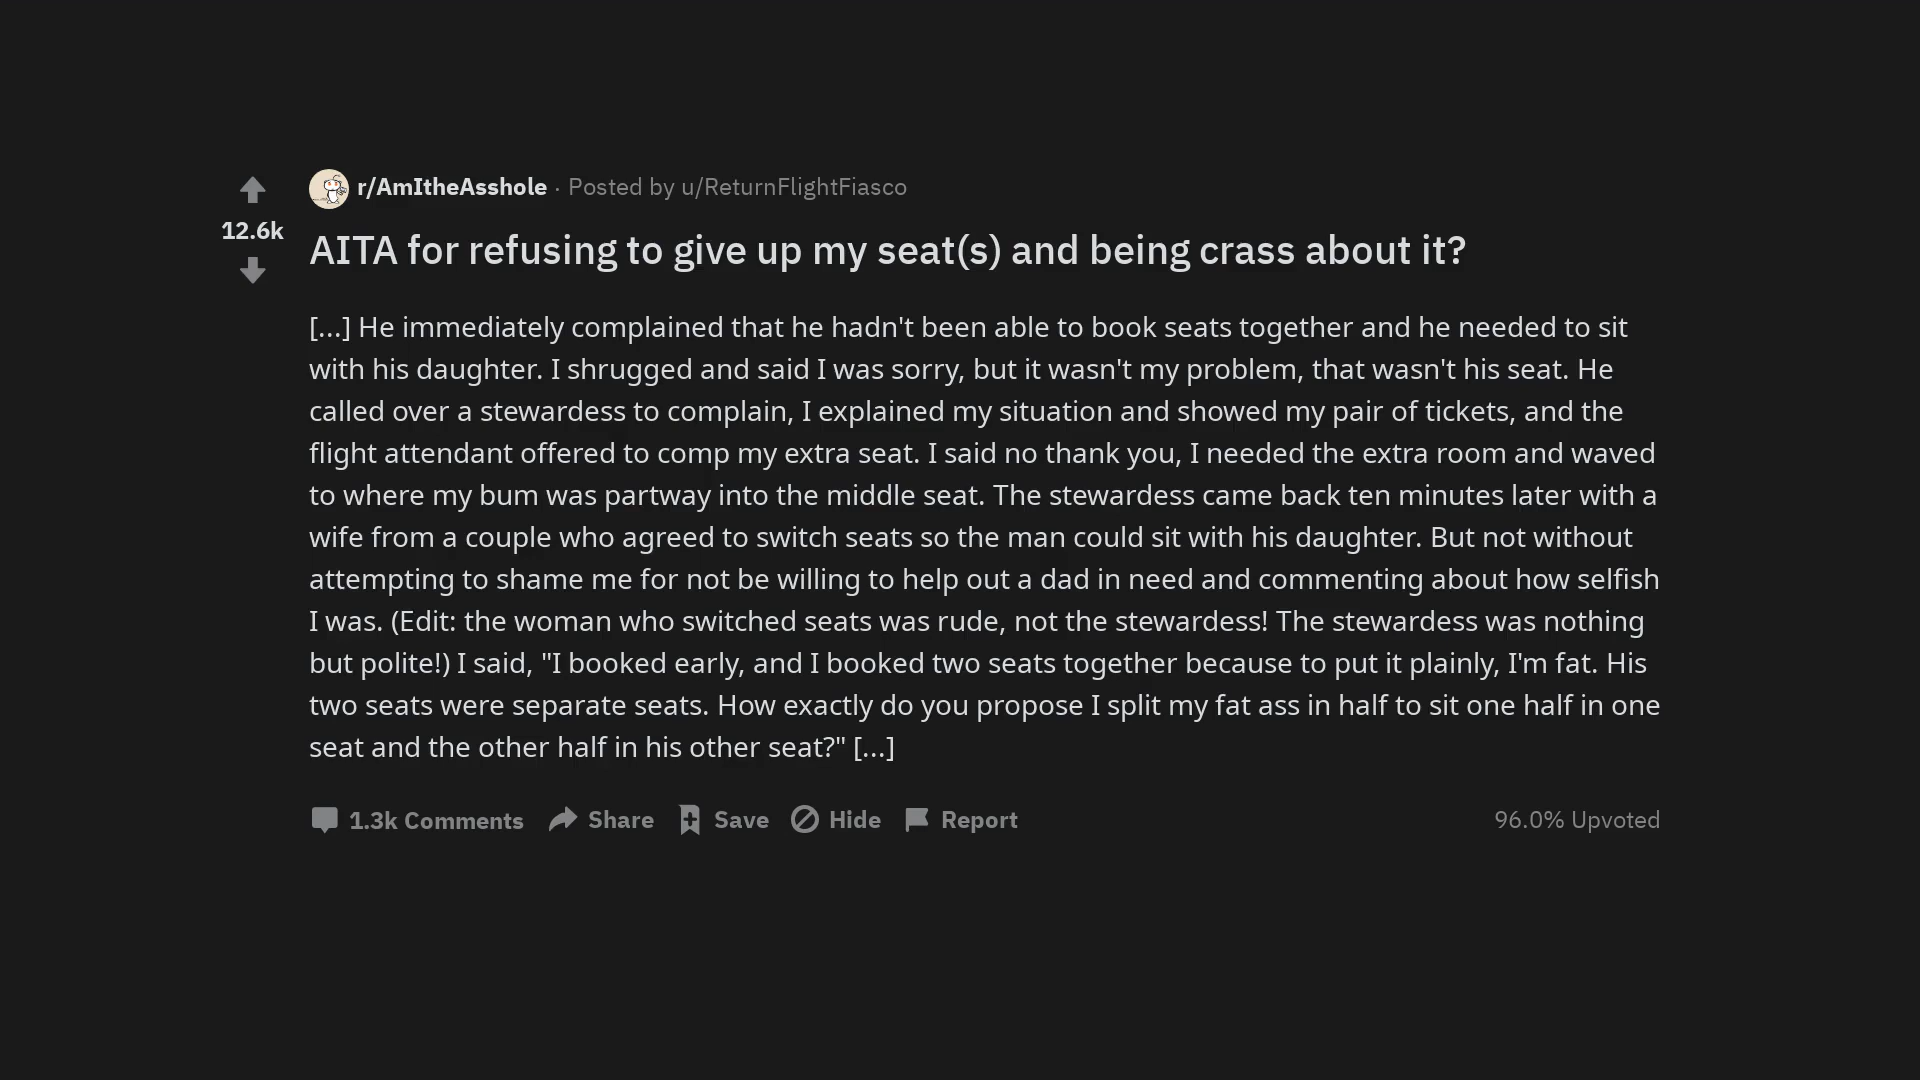 r/AmItheAsshole · Posted by u/ReturnFlightFiasco
12.6k
AITA for refusing to give up my seat(s) and being crass about it?
[...] He immediately complained that he hadn't been able to book seats together and he needed to sit
with his daughter. I shrugged and said I was sorry, but it wasn't my problem, that wasn't his seat. He
called over a stewardess to complain, I explained my situation and showed my pair of tickets, and the
flight attendant offered to comp my extra seat. I said no thank you, I needed the extra room and waved
to where my bum was partway into the middle seat. The stewardess came back ten minutes later with a
wife from a couple who agreed to switch seats so the man could sit with his daughter. But not without
attempting to shame me for not be willing to help out a dad in need and commenting about how selfish
I was. (Edit: the woman who switched seats was rude, not the stewardess! The stewardess was nothing
but polite!) I said, "I booked early, and I booked two seats together because to put it plainly, I'm fat. His
two seats were separate seats. How exactly do you propose I split my fat ass in half to sit one half in one
seat and the other half in his other seat?" [...]
1.3k Comments Share Save Hide Report 96.0% Upvoted